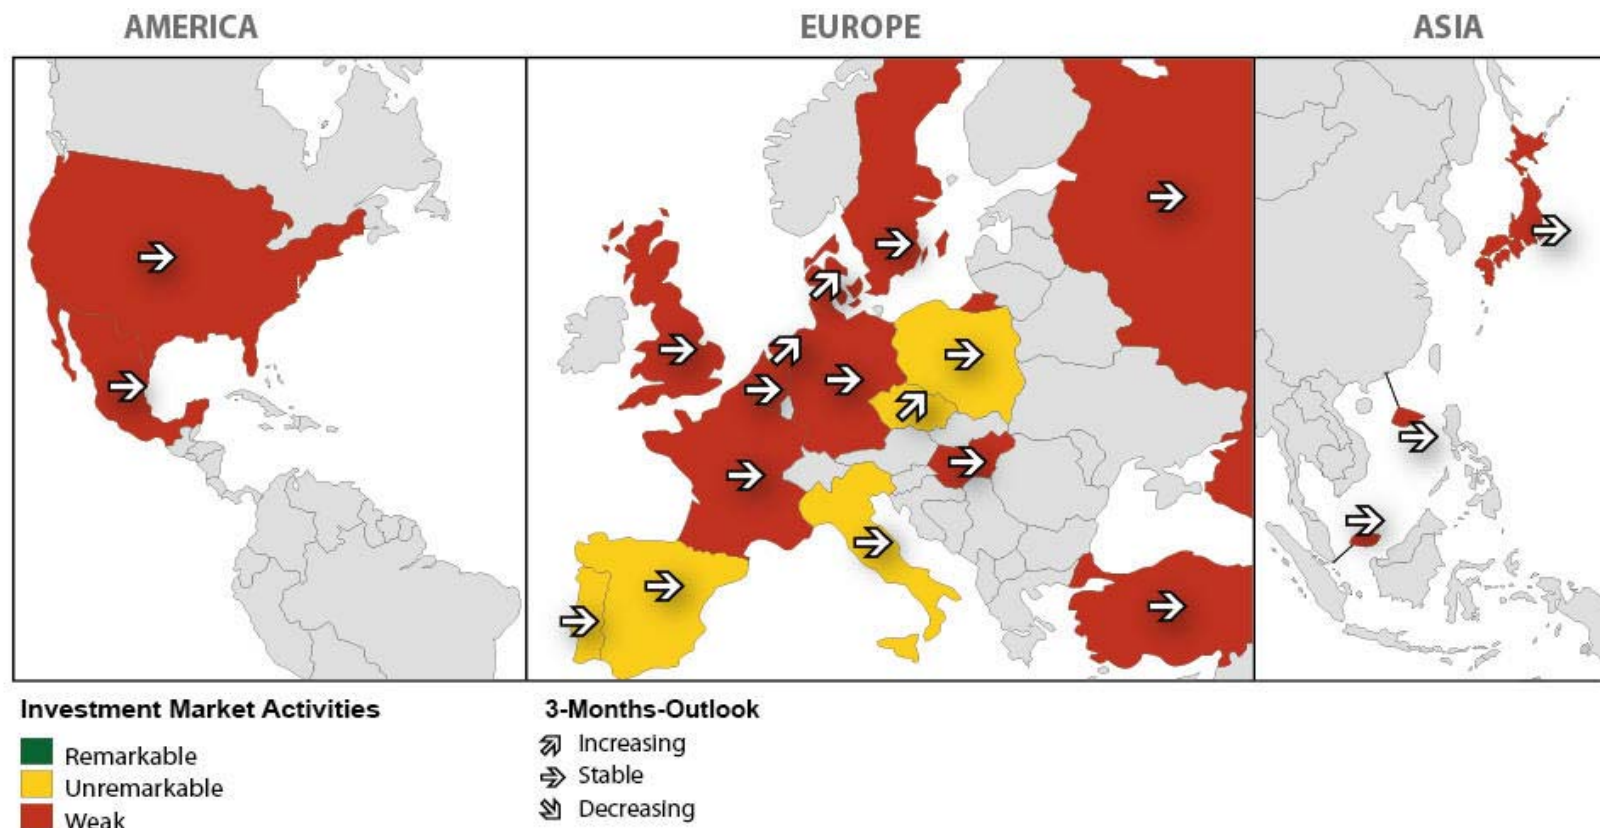 AMERICA
EUROPE
ASIA
Investment Market Activities
Remarkable
Unremarkable
Weak
3-Months-Outlook
Increasing
Stable
Decreasing